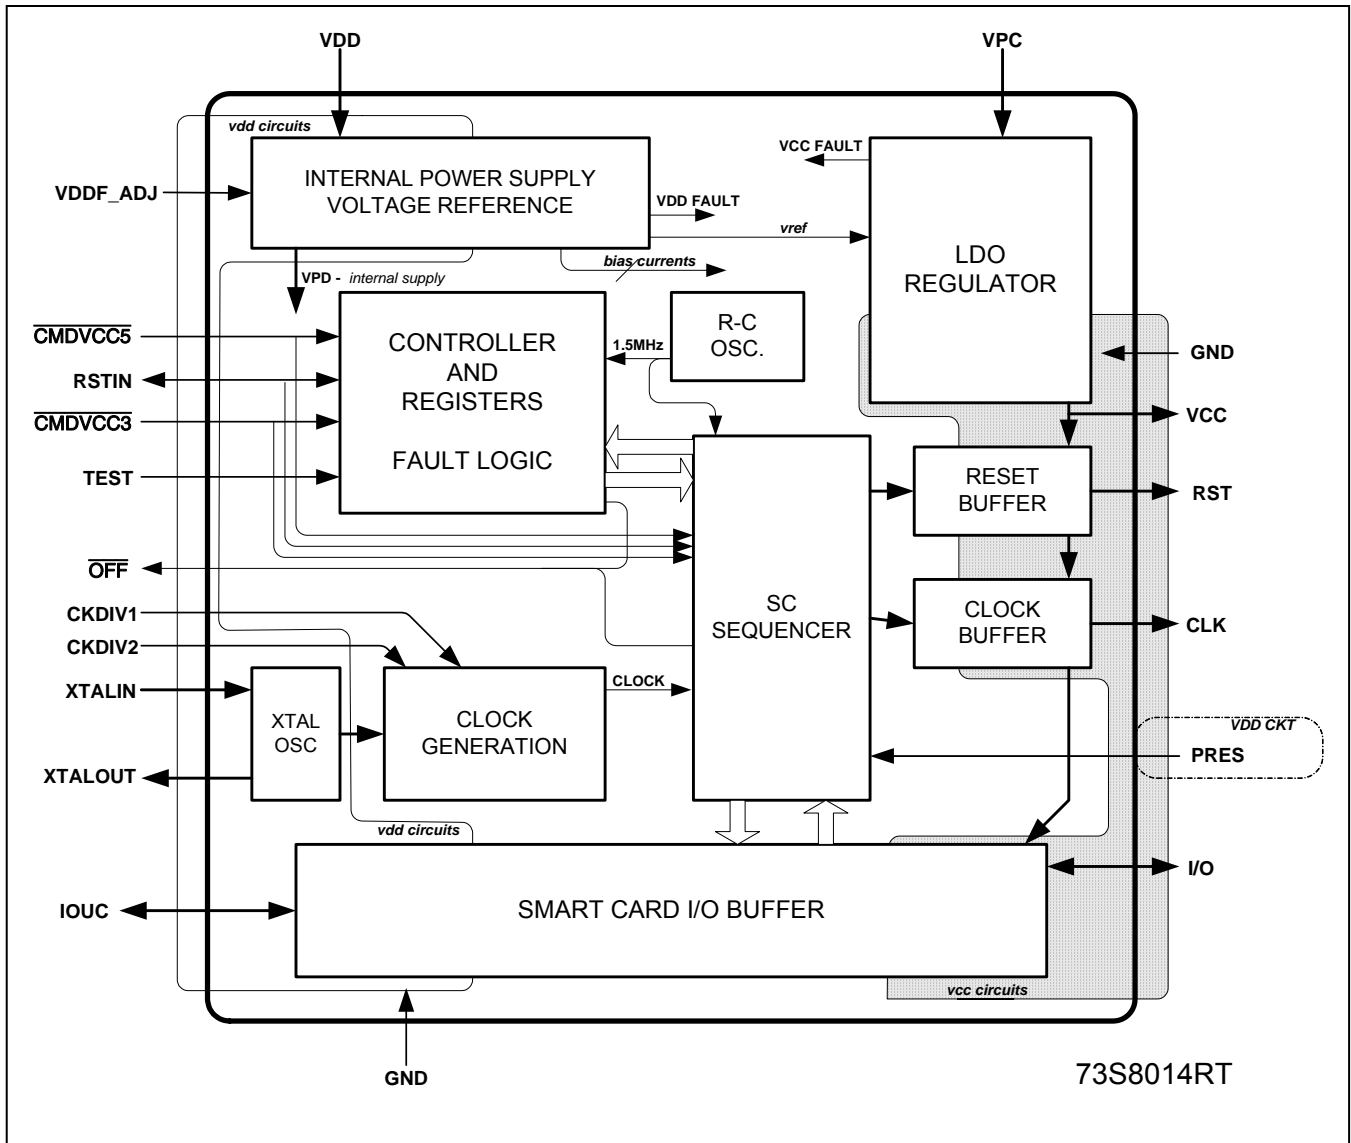 VDD
VPC
vdd circuits
VCC FAULT
INTERNAL POWER SUPPLY
VOLTAGE REFERENCE
VDDF_ADJ
VDD FAULT
vref
LDO
REGULATOR
bias currents
VPD - internal supply
CMDVCC5
RSTIN
CMDVCC3
TEST
CONTROLLER
AND
REGISTERS
FAULT LOGIC
1.5MHz
R-C
OSC.
GND
VCC
RESET
BUFFER
RST
OFF
SC
SEQUENCER
CLOCK
BUFFER
CLK
CKDIV1
CKDIV2
XTALIN
XTALOUT
XTAL
OSC
CLOCK
GENERATION
CLOCK
VDD CKT
PRES
vdd circuits
I/O
IOUC
SMART CARD I/O BUFFER
vcc circuits
GND
73S8014RT